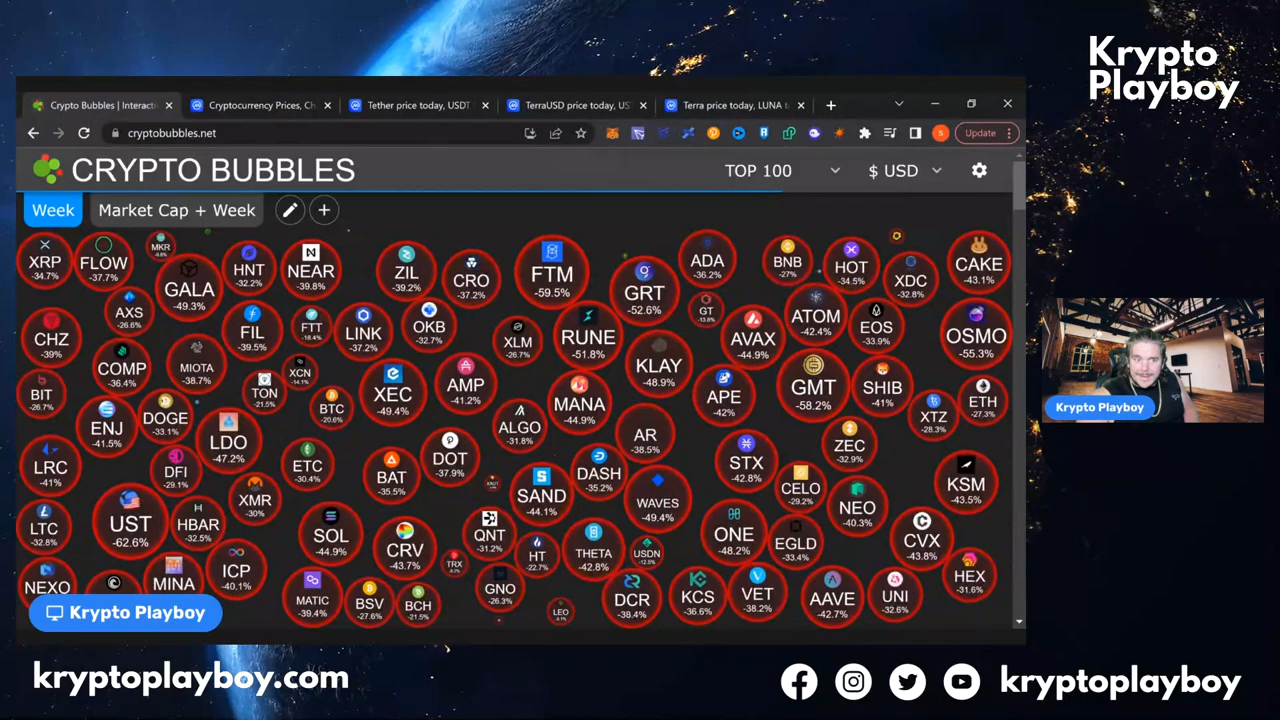 Krypto
Playboy
Crypto Bubbles | Interacti
Cryptocurrency Prices, Ch
Tether price today, USDT
TerraUSD price today, US
Terra price today, LUNA t
cryptobubbles.net
Update
CRYPTO BUBBLES
TOP 100
$ USD
Week
Market Cap + Week
XRP
-34.7%
FLOW
-37.7%
MKR
GALA
-49.3%
HNT
-32.2%
NEAR
-39.8%
ZIL
-39.2%
CRO
-37.2%
FTM
-59.5%
GRT
-52.6%
ADA
-36.2%
BNB
-27%
HOT
-34.5%
XDC
-32.8%
CAKE
-43.1%
AXS
-26.6%
CHZ
-39%
FIL
-39.5%
FTT
-18.4%
LINK
-37.2%
OKB
-32.7%
XLM
-26.7%
RUNE
-51.8%
GT
-13.8%
AVAX
-44.9%
ATOM
-42.4%
EOS
-33.9%
OSMO
-55.3%
COMP
-36.4%
MIOTA
-38.7%
XCN
-14.1%
KLAY
-48.9%
BIT
-26.7%
TON
-21.5%
BTC
-20.6%
XEC
-49.4%
AMP
-41.2%
MANA
-44.9%
APE
-42%
GMT
-58.2%
SHIB
-41%
XTZ
-28.3%
ETH
-27.3%
ENJ
-41.5%
DOGE
-33.1%
LDO
-47.2%
ALGO
-31.8%
AR
-38.5%
ZEC
-32.9%
LRC
-41%
DFI
-29.1%
ETC
-30.4%
BAT
-35.5%
DOT
-37.9%
DASH
-35.2%
STX
-42.8%
CELO
-29.2%
KSM
-43.5%
XMR
-30%
SAND
-44.1%
WAVES
-49.4%
NEO
-40.3%
LTC
-32.8%
UST
-62.6%
HBAR
-32.5%
SOL
-44.9%
CRV
-43.7%
QNT
-31.2%
HT
-22.7%
THETA
-42.8%
USDN
-12.5%
ONE
-48.2%
EGLD
-33.4%
CVX
-43.8%
NEXO
MINA
ICP
-40.1%
MATIC
-39.4%
BSV
-27.6%
BCH
-21.5%
TRX
GNO
-26.3%
LEO
DCR
-38.4%
KCS
-36.6%
VET
-38.2%
AAVE
-42.7%
UNI
-32.6%
HEX
-31.6%
Krypto Playboy
Krypto Playboy
kryptoplayboy.com
kryptoplayboy